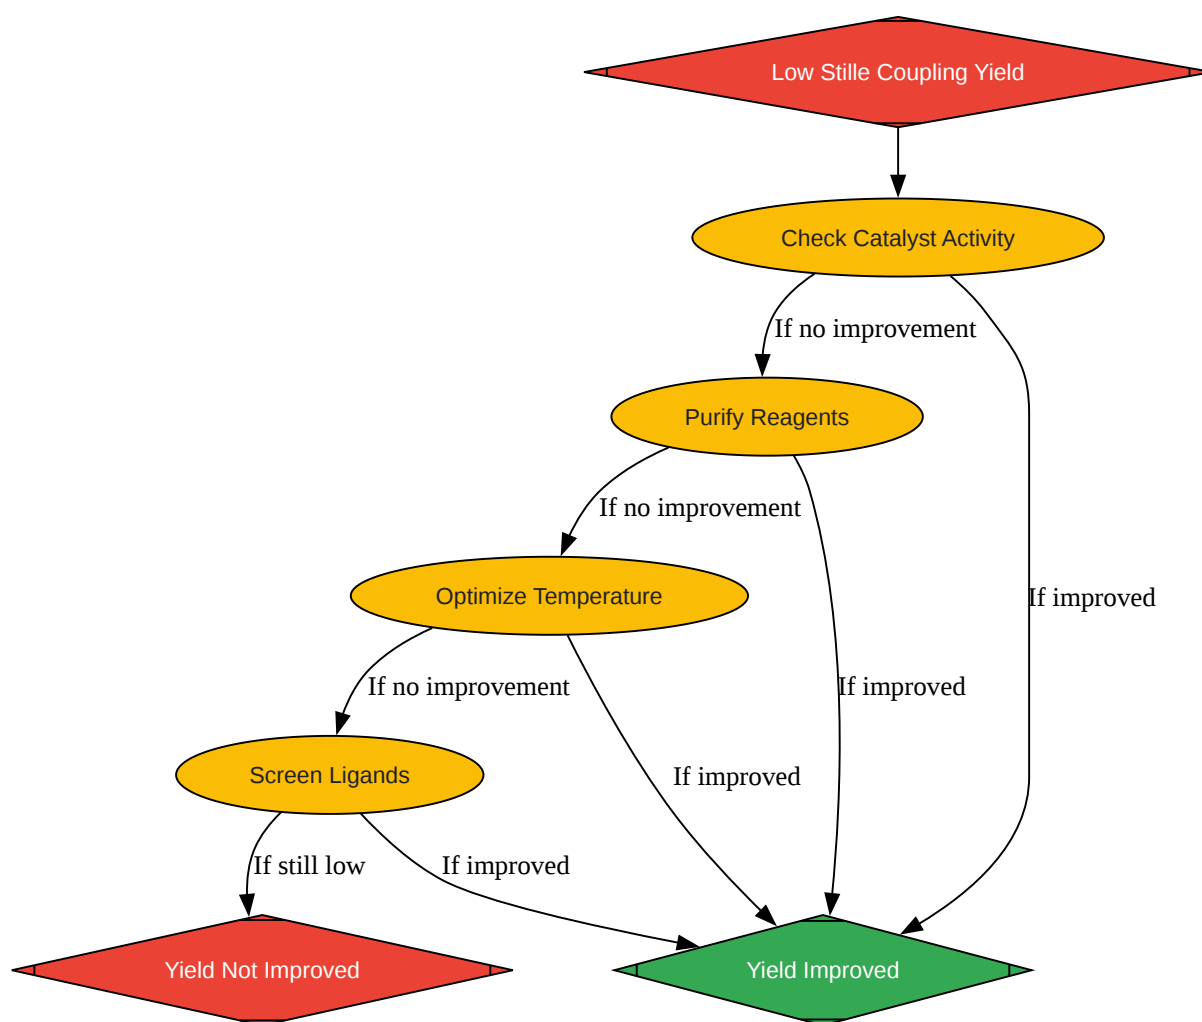 Low Stille Coupling Yield
Check Catalyst Activity
If no improvement
Purify Reagents
If no improvement
Optimize Temperature
If improved
If no improvement
If improved
Screen Ligands
If improved
If still low
If improved
Yield Not Improved
Yield Improved